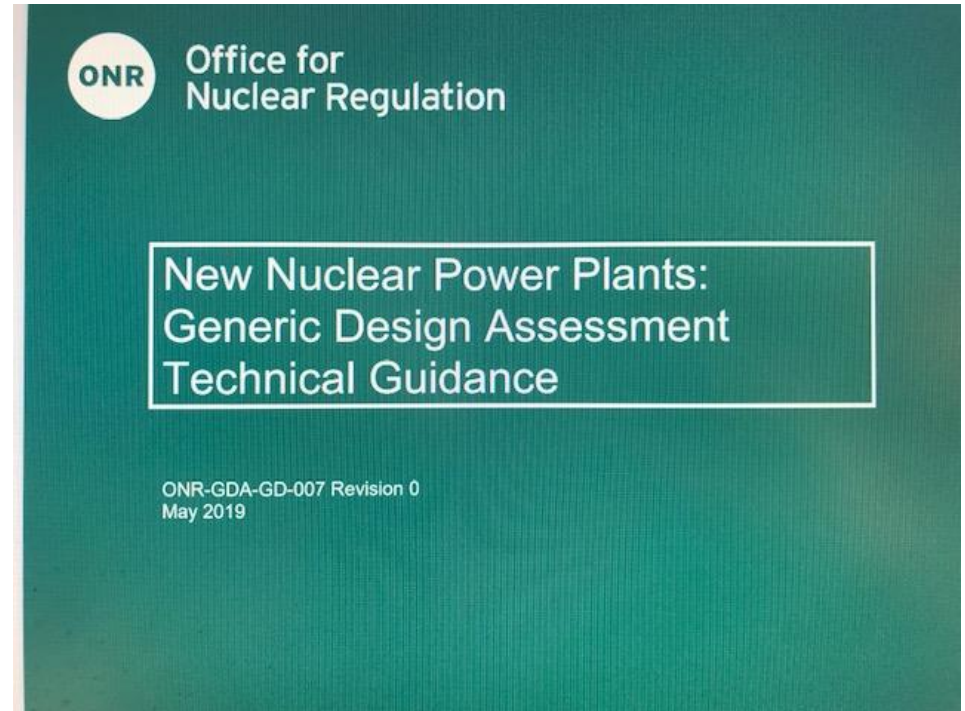 ONR
Office for
Nuclear Regulation
New Nuclear Power Plants:
Generic Design Assessment
Technical Guidance
ONR-GDA-GD-007 Revision 0
May 2019